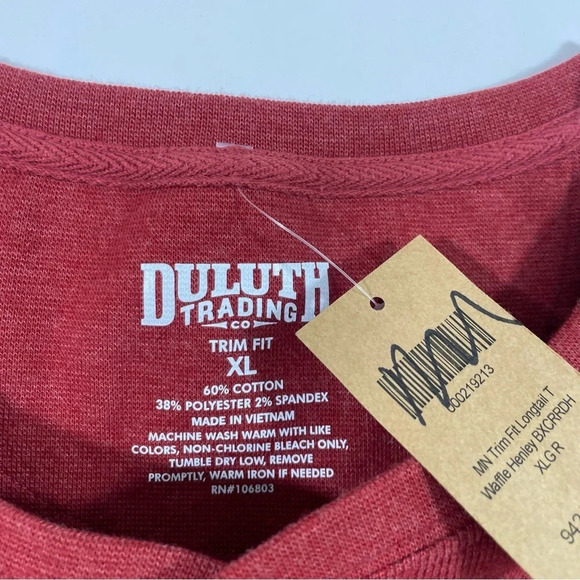 DULUTH
TRADING
CO
TRIM FIT
XL
60% COTTON
38% POLYESTER 2% SPANDEX
MADE IN VIETNAM
MACHINE WASH WARM WITH LIKE
COLORS, NON-CHLORINE BLEACH ONLY,
TUMBLE DRY LOW, REMOVE
PROMPTLY, WARM IRON IF NEEDED
RN#106803
000219213
MN Trim Fit Longtail T
Waffle Henley BXCRRDH
XLG R